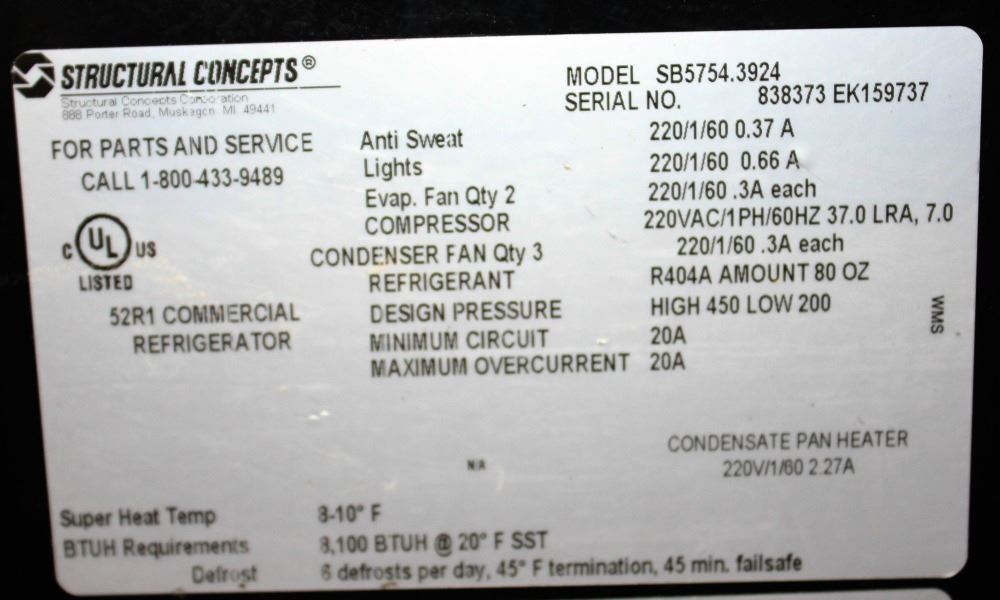 STRUCTURAL CONCEPTS®
Structural Concepts Corporation
888 Porter Road, Muskegon MI 49441
MODEL SB5754.3924
SERIAL NO. 838373 EK159737
FOR PARTS AND SERVICE
CALL 1-800-433-9489
Anti Sweat 220/1/60 0.37 A
Lights 220/1/60 0.66 A
Evap. Fan Qty 2 220/1/60 .3A each
COMPRESSOR 220VAC/1PH/60HZ 37.0 LRA, 7.0
CONDENSER FAN Qty 3 220/1/60 .3A each
REFRIGERANT R404A AMOUNT 80 OZ
DESIGN PRESSURE HIGH 450 LOW 200
MINIMUM CIRCUIT 20A
MAXIMUM OVERCURRENT 20A
C UL US
LISTED
52R1 COMMERCIAL
REFRIGERATOR
WMS
CONDENSATE PAN HEATER
220V/1/60 2.27A
N/A
Super Heat Temp 8-10° F
BTUH Requirements 8,100 BTUH @ 20° F SST
Defrost 6 defrosts per day, 45° F termination, 45 min. failsafe